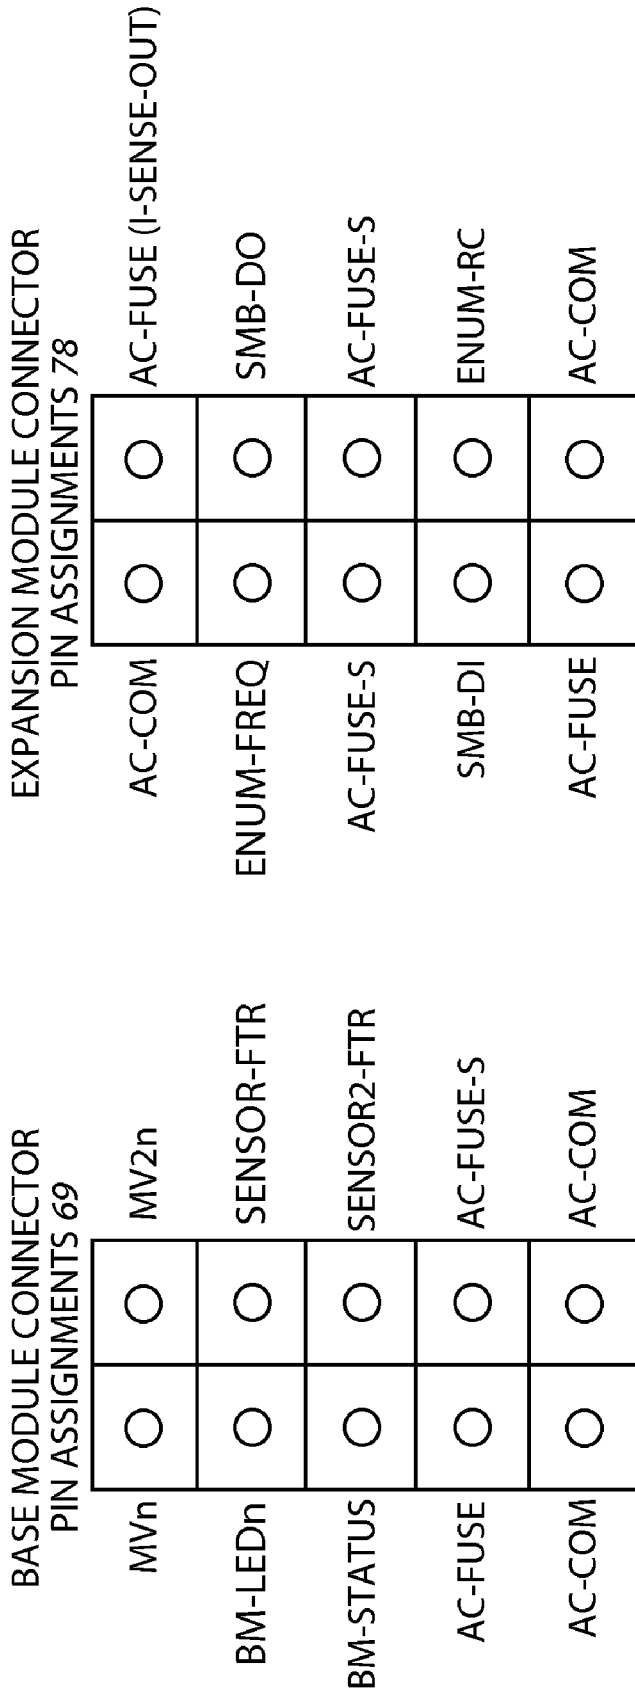 BASE MODULE CONNECTOR
PIN ASSIGNMENTS 69
MVn MV2n
BM-LEDn SENSOR-FTR
BM-STATUS SENSOR2-FTR
AC-FUSE AC-FUSE-S
AC-COM AC-COM
EXPANSION MODULE CONNECTOR
PIN ASSIGNMENTS 78
AC-COM AC-FUSE (I-SENSE-OUT)
ENUM-FREQ SMB-DO
AC-FUSE-S AC-FUSE-S
SMB-DI ENUM-RC
AC-FUSE AC-COM